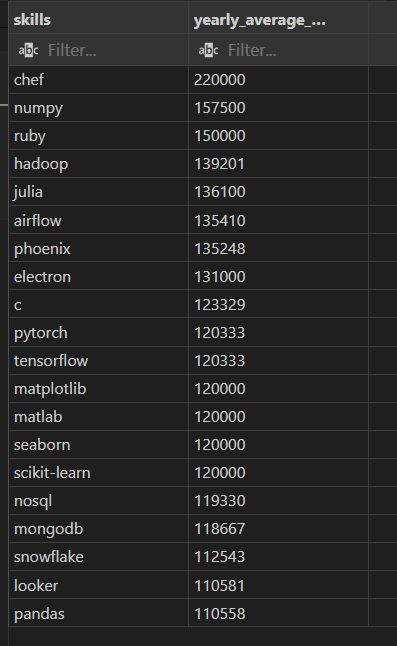 skills yearly_average_...
abc Filter... abc Filter...
chef 220000
numpy 157500
ruby 150000
hadoop 139201
julia 136100
airflow 135410
phoenix 135248
electron 131000
c 123329
pytorch 120333
tensorflow 120333
matplotlib 120000
matlab 120000
seaborn 120000
scikit-learn 120000
nosql 119330
mongodb 118667
snowflake 112543
looker 110581
pandas 110558